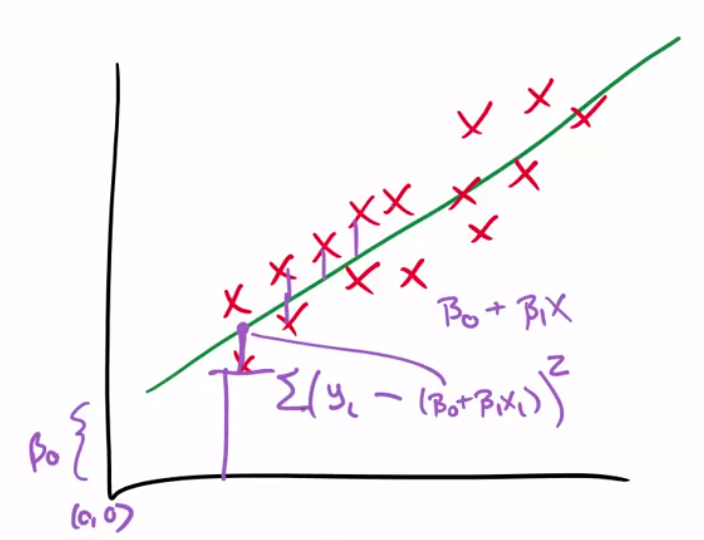 β₀ + β₁X
Σ(yᵢ − (β₀+β₁xᵢ))²
β₀ {
(0,0)